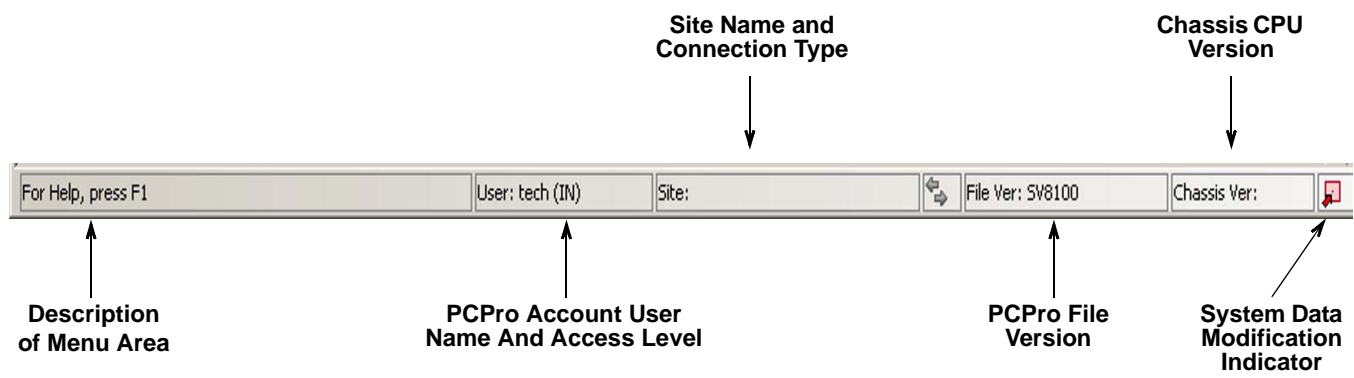 Site Name and
Connection Type
Chassis CPU
Version
For Help, press F1
User: tech (IN)
Site:
File Ver: SV8100
Chassis Ver:
Description
of Menu Area
PCPro Account User
Name And Access Level
PCPro File
Version
System Data
Modification
Indicator